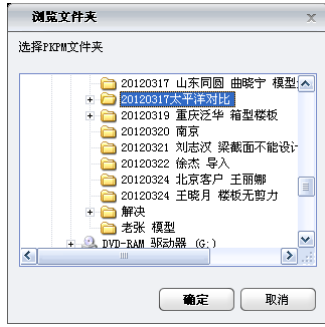 浏览文件夹
选择PKPM文件夹
20120317 山东同圆 曲晓宁 模型
20120317太平洋对比
20120319 重庆泛华 箱型楼板
20120320 南京
20120321 刘志汉 梁截面不能设计
20120322 徐杰 导入
20120324 北京客户 王丽娜
20120324 王晓月 楼板无剪力
解决
老张 模型
DVD-RAM 驱动器 (G:)
确定
取消